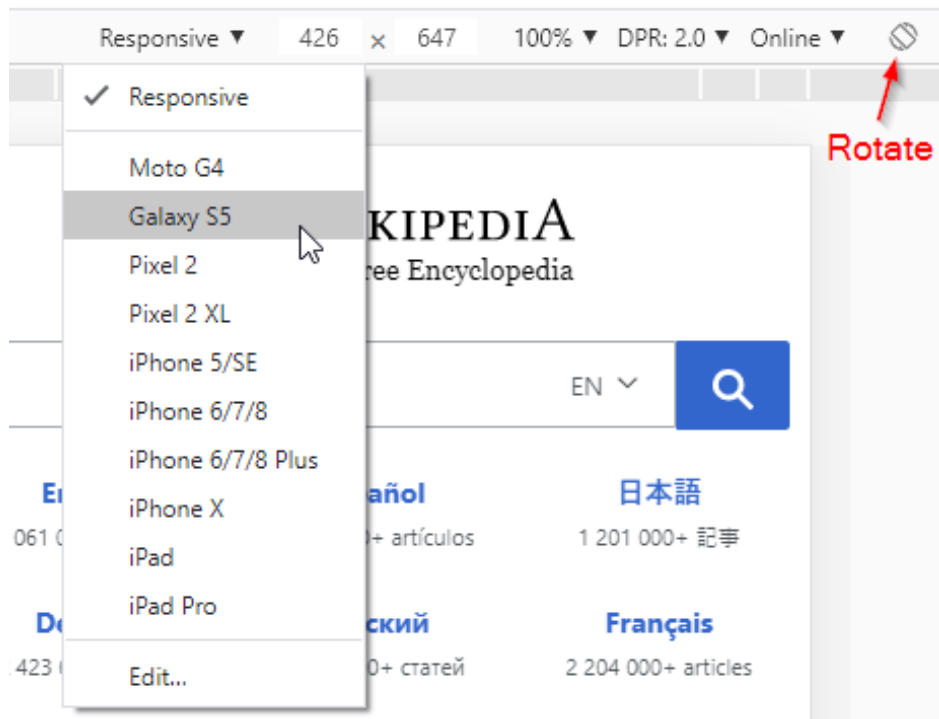 Responsive ▼ 426 × 647 100% ▼ DPR: 2.0 ▼ Online ▼
Rotate
✓ Responsive
Moto G4
Galaxy S5
Pixel 2
Pixel 2 XL
iPhone 5/SE
iPhone 6/7/8
iPhone 6/7/8 Plus
iPhone X
iPad
iPad Pro
Edit...
KIPEDIA
ree Encyclopedia
EN
E
añol
日本語
061
+ artículos
1 201 000+ 記事
D
ский
Français
423
0+ статей
2 204 000+ articles